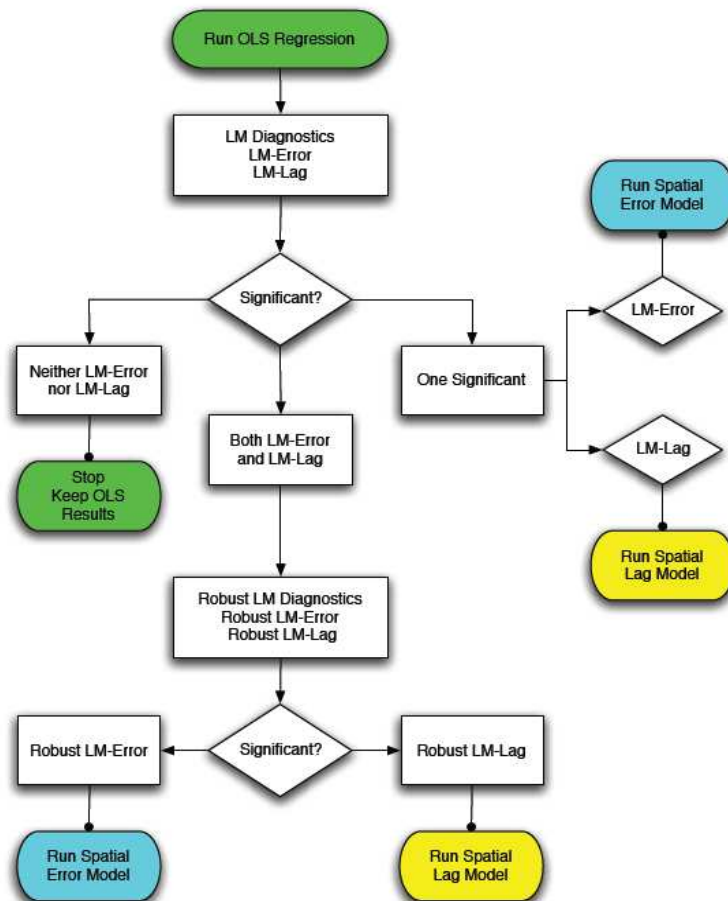 Run OLS Regression
LM Diagnostics
LM-Error
LM-Lag
Run Spatial
Error Model
Significant?
LM-Error
Neither LM-Error
nor LM-Lag
One Significant
Both LM-Error
and LM-Lag
LM-Lag
Stop
Keep OLS
Results
Run Spatial
Lag Model
Robust LM Diagnostics
Robust LM-Error
Robust LM-Lag
Robust LM-Error
Significant?
Robust LM-Lag
Run Spatial
Error Model
Run Spatial
Lag Model